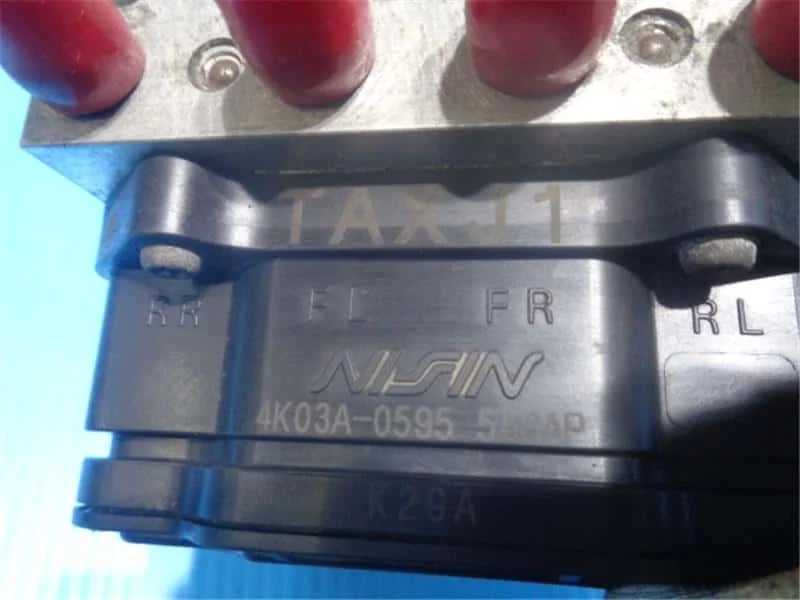 TAXJ1
RR FL FR RL
NISSIN
4K03A-0595
K29A